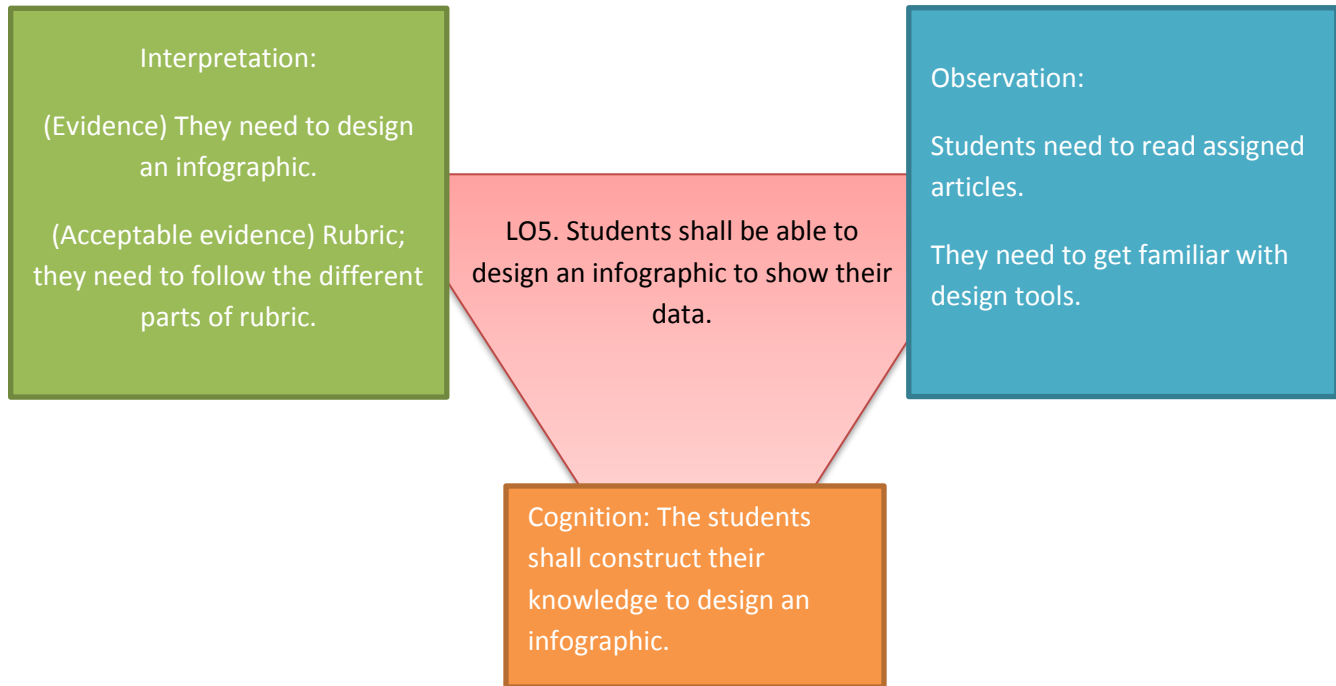 Interpretation:
(Evidence) They need to design
an infographic.
(Acceptable evidence) Rubric;
they need to follow the different
parts of rubric.
LO5. Students shall be able to
design an infographic to show their
data.
Observation:
Students need to read assigned
articles.
They need to get familiar with
design tools.
Cognition: The students
shall construct their
knowledge to design an
infographic.